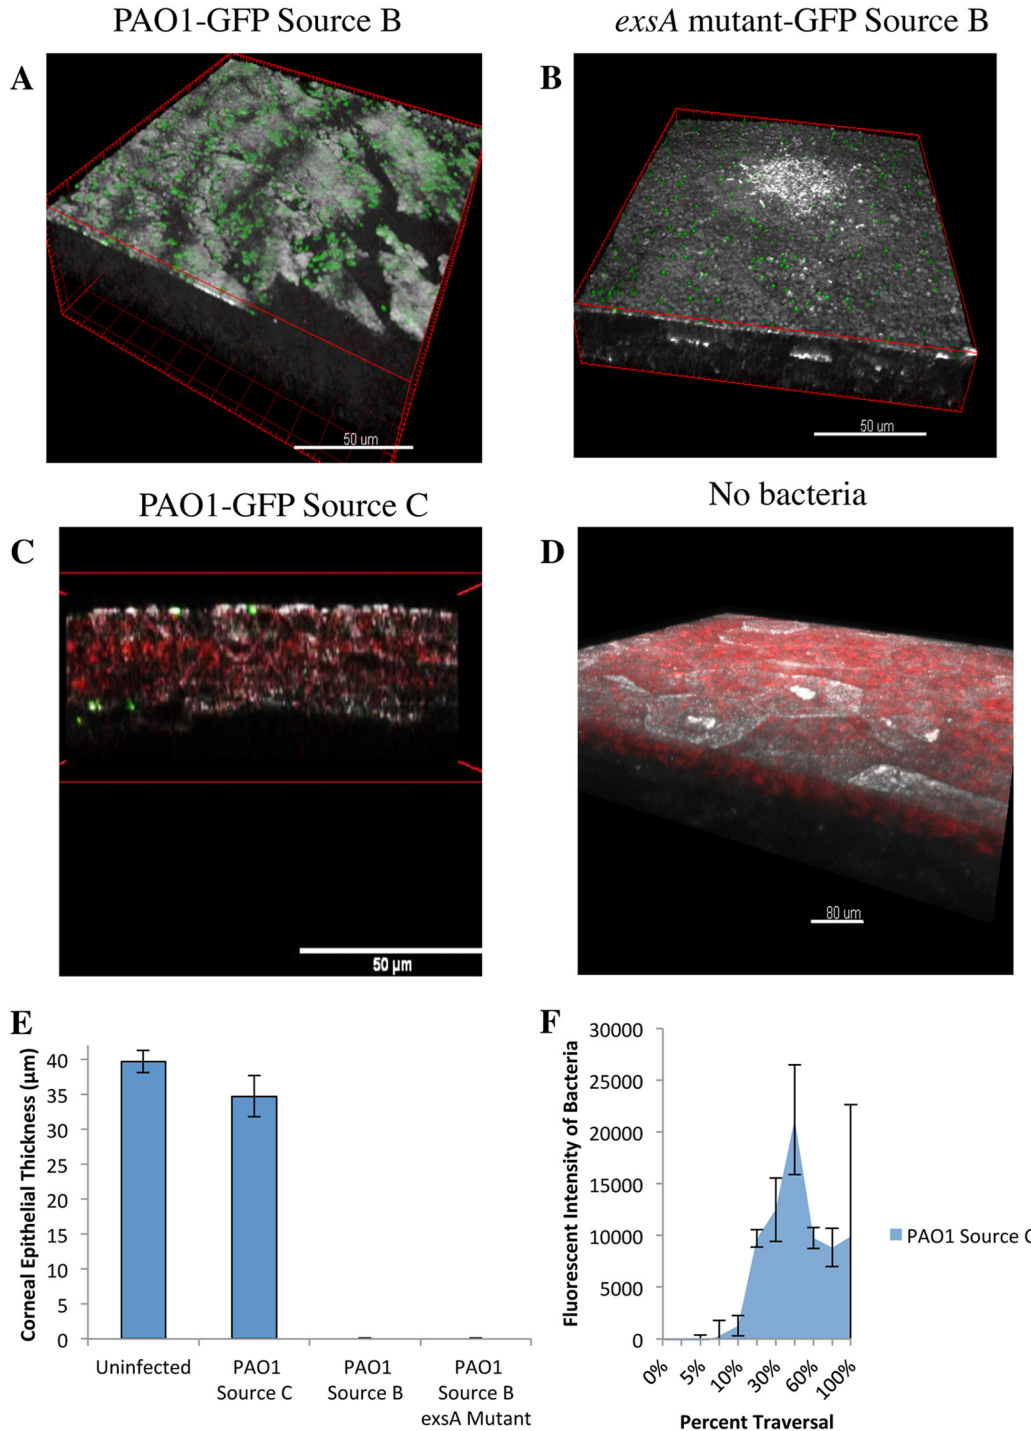 PAO1-GFP Source B
exsA mutant-GFP Source B
A
B
50 um
50 um
PAO1-GFP Source C
No bacteria
C
D
50 µm
80 um
E
Corneal Epithelial Thickness (µm)
40
35
30
25
20
15
10
5
0
Uninfected
PAO1
Source C
PAO1
Source B
PAO1
Source B
exsA Mutant
F
Fluorescent Intensity of Bacteria
30000
25000
20000
15000
10000
5000
0
0%
5%
10%
30%
60%
100%
Percent Traversal
PAO1 Source C